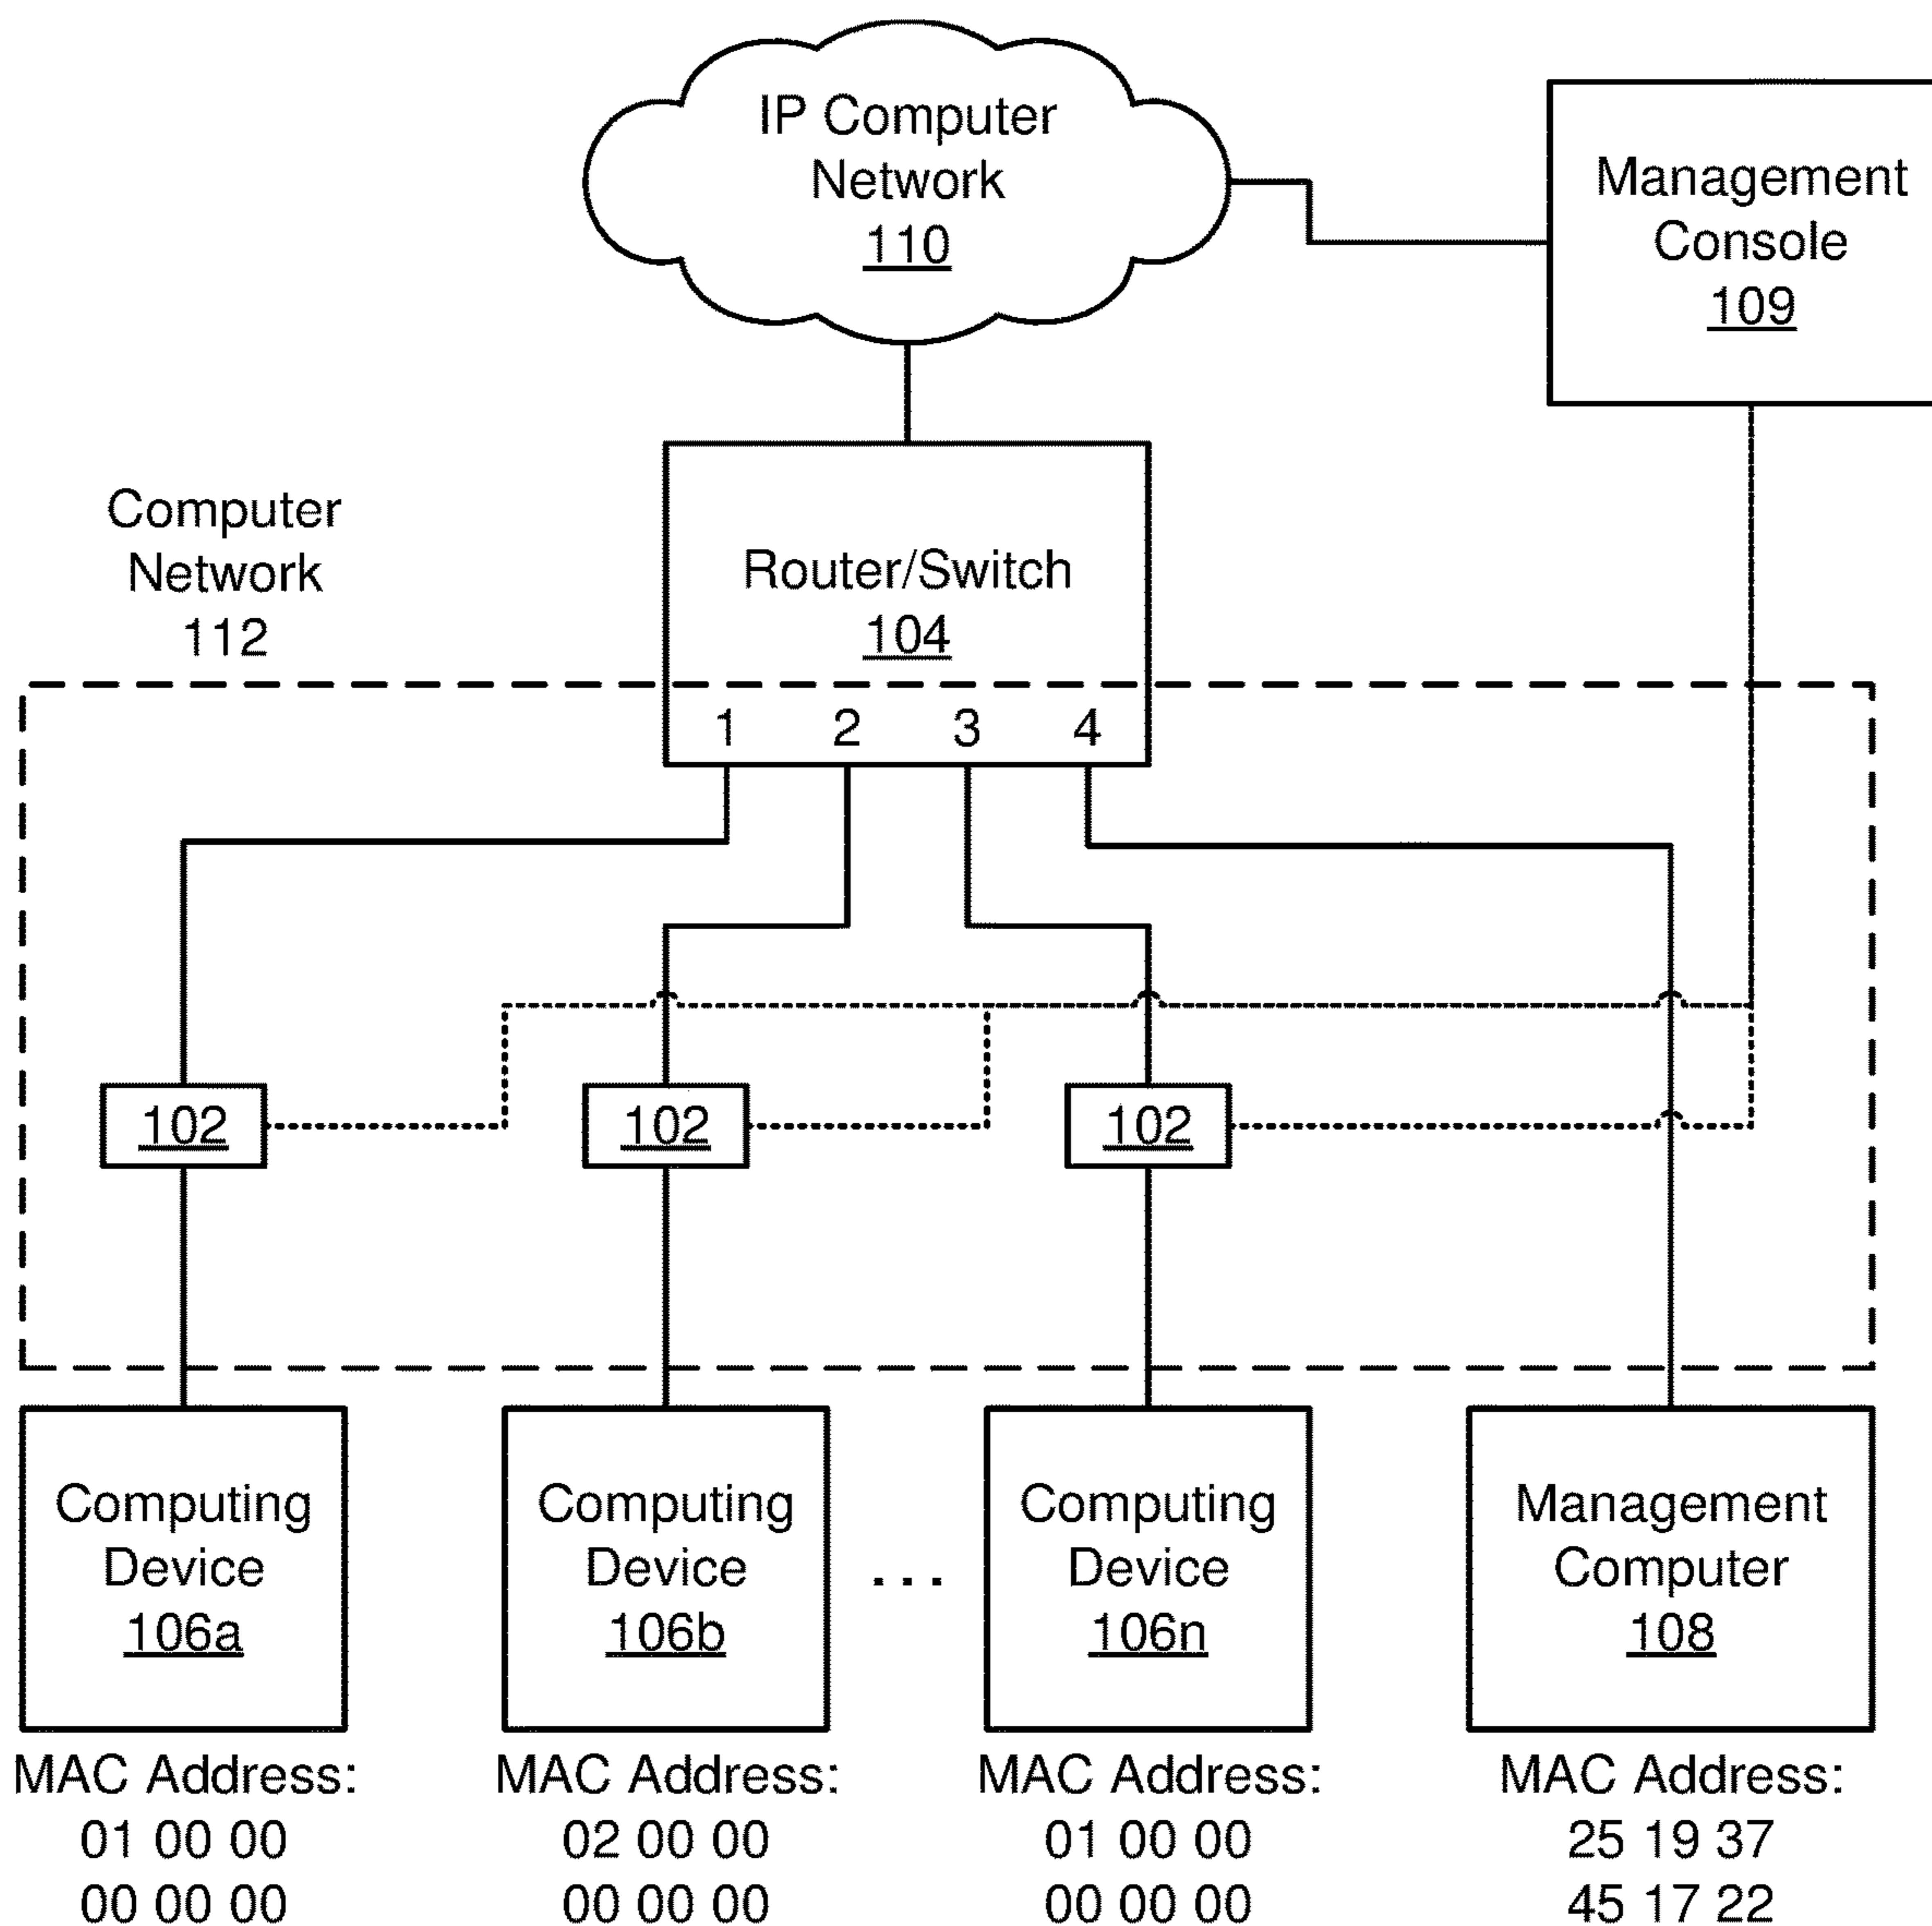 IP Computer
Network
110
Management
Console
109
Computer
Network
112
Router/Switch
104
1 2 3 4
102 102 102
Computing
Device
106a
Computing
Device
106b
...
Computing
Device
106n
Management
Computer
108
MAC Address:
01 00 00
00 00 00
MAC Address:
02 00 00
00 00 00
MAC Address:
01 00 00
00 00 00
MAC Address:
25 19 37
45 17 22